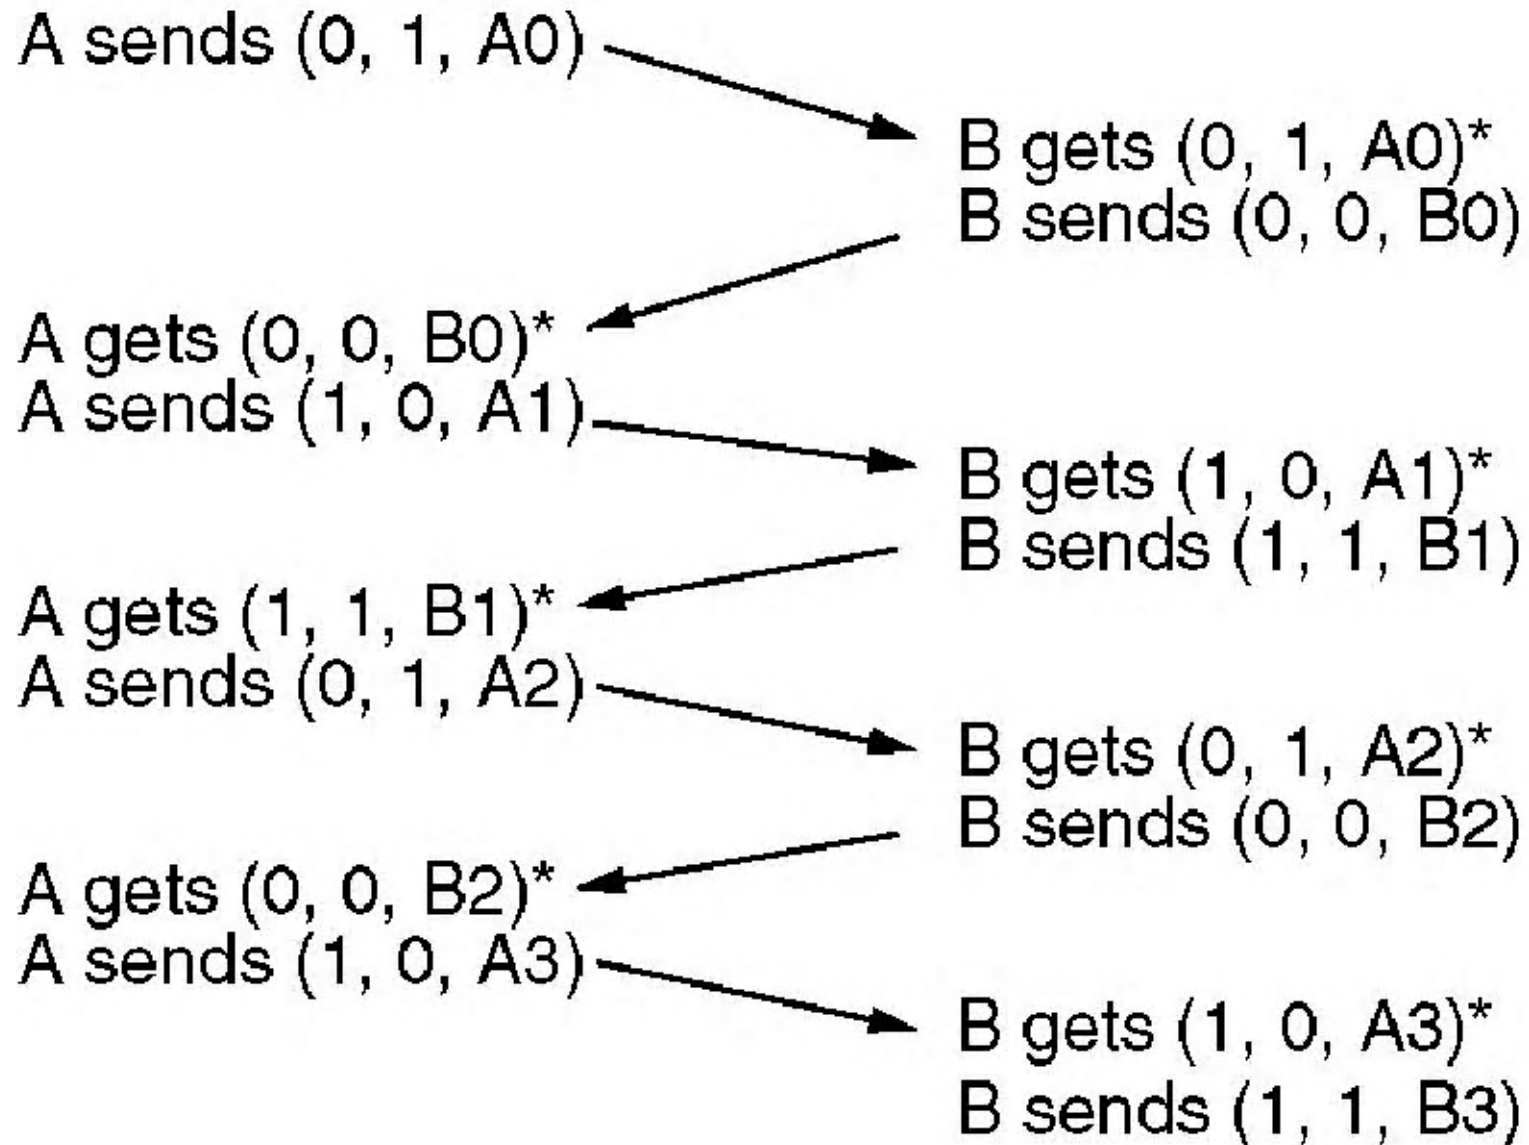 A sends (0, 1, A0)
B gets (0, 1, A0)*
B sends (0, 0, B0)
A gets (0, 0, B0)*
A sends (1, 0, A1)
B gets (1, 0, A1)*
B sends (1, 1, B1)
A gets (1, 1, B1)*
A sends (0, 1, A2)
B gets (0, 1, A2)*
B sends (0, 0, B2)
A gets (0, 0, B2)*
A sends (1, 0, A3)
B gets (1, 0, A3)*
B sends (1, 1, B3)